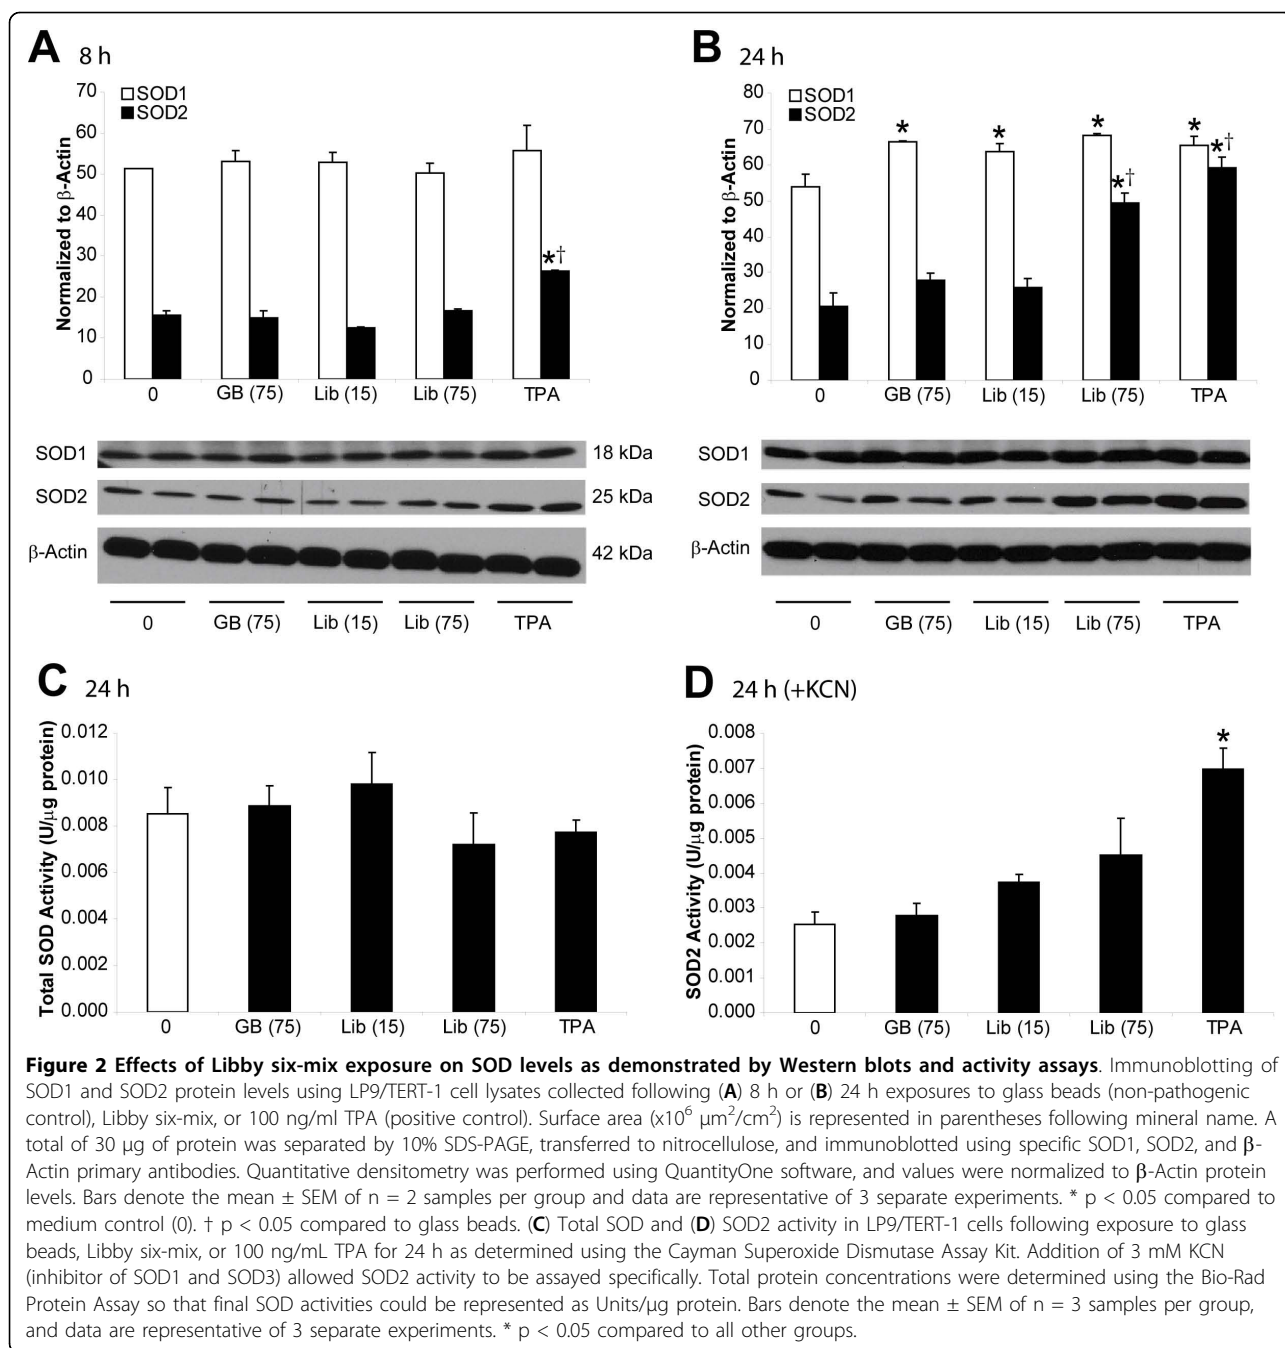 A 8 h
70
60
50
40
30
20
10
0
Normalized to β-Actin
SOD1
SOD2
*†
0 GB (75) Lib (15) Lib (75) TPA
SOD1 18 kDa
SOD2 25 kDa
β-Actin 42 kDa
0 GB (75) Lib (15) Lib (75) TPA
B 24 h
80
70
60
50
40
30
20
10
0
Normalized to β-Actin
SOD1
SOD2
* * * *†
* *†
0 GB (75) Lib (15) Lib (75) TPA
SOD1
SOD2
β-Actin
0 GB (75) Lib (15) Lib (75) TPA
C 24 h
0.012
0.010
0.008
0.006
0.004
0.002
0.000
Total SOD Activity (U/μg protein)
0 GB (75) Lib (15) Lib (75) TPA
D 24 h (+KCN)
0.008
0.007
0.006
0.005
0.004
0.003
0.002
0.001
0.000
SOD2 Activity (U/μg protein)
*
0 GB (75) Lib (15) Lib (75) TPA
Figure 2 Effects of Libby six-mix exposure on SOD levels as demonstrated by Western blots and activity assays. Immunoblotting of
SOD1 and SOD2 protein levels using LP9/TERT-1 cell lysates collected following (A) 8 h or (B) 24 h exposures to glass beads (non-pathogenic
control), Libby six-mix, or 100 ng/ml TPA (positive control). Surface area (x10⁶ μm²/cm²) is represented in parentheses following mineral name. A
total of 30 μg of protein was separated by 10% SDS-PAGE, transferred to nitrocellulose, and immunoblotted using specific SOD1, SOD2, and β-
Actin primary antibodies. Quantitative densitometry was performed using QuantityOne software, and values were normalized to β-Actin protein
levels. Bars denote the mean ± SEM of n = 2 samples per group and data are representative of 3 separate experiments. * p < 0.05 compared to
medium control (0). † p < 0.05 compared to glass beads. (C) Total SOD and (D) SOD2 activity in LP9/TERT-1 cells following exposure to glass
beads, Libby six-mix, or 100 ng/mL TPA for 24 h as determined using the Cayman Superoxide Dismutase Assay Kit. Addition of 3 mM KCN
(inhibitor of SOD1 and SOD3) allowed SOD2 activity to be assayed specifically. Total protein concentrations were determined using the Bio-Rad
Protein Assay so that final SOD activities could be represented as Units/μg protein. Bars denote the mean ± SEM of n = 3 samples per group,
and data are representative of 3 separate experiments. * p < 0.05 compared to all other groups.